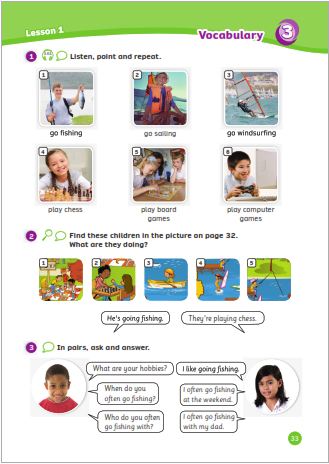 Lesson 1
Vocabulary 3
1 Listen, point and repeat.
1
2
3
go fishing
go sailing
go windsurfing
4
5
6
play chess
play board
games
play computer
games
2 Find these children in the picture on page 32.
What are they doing?
1
2
3
4
5
He's going fishing.
They're playing chess.
3 In pairs, ask and answer.
What are your hobbies?
I like going fishing.
When do you
often go fishing?
I often go fishing
at the weekend.
Who do you often
go fishing with?
I often go fishing
with my dad.
33